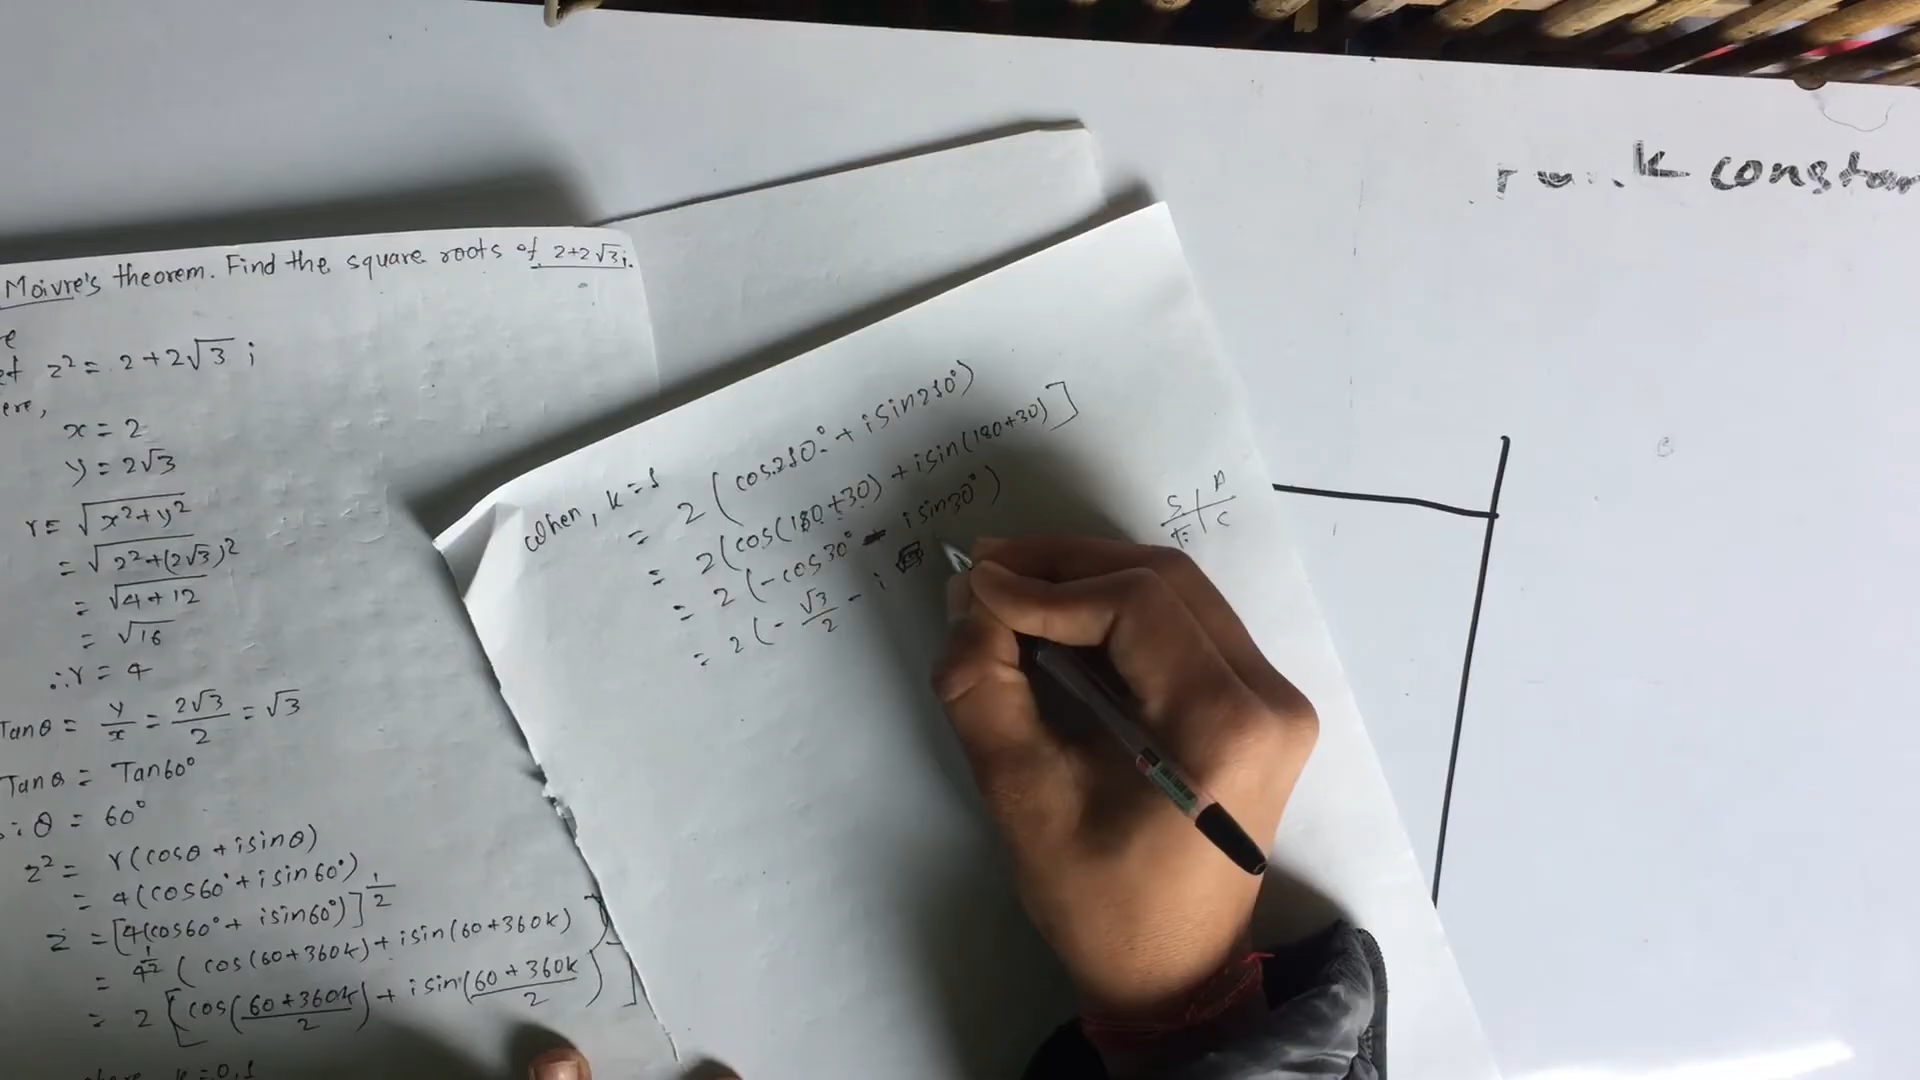 Moivre's theorem. Find the square roots of 2+2√3i.
z² = 2+2√3 i
x = 2
y = 2√3
r = √x²+y²
= √2²+(2√3)²
= √4+12
= √16
∴ r = 4
Tanθ = y/x = 2√3/2 = √3
Tanθ = Tan60°
∴ θ = 60°
z² = r(cosθ + isinθ)
= 4(cos60° + isin60°)
z = [4(cos60° + isin60°)]^1/2
= 4^1/2 (cos(60+360k) + isin(60+360k)
= 2 [cos(60+360k/2) + isin(60+360k/2)]
k = 0,1
When, k = 1
= 2 (cos210° + isin210°)
= 2 (cos(180+30) + isin(180+30)]
= 2 (-cos30° - isin30°)
= 2 (- √3/2 - i
S A
T C
k constan